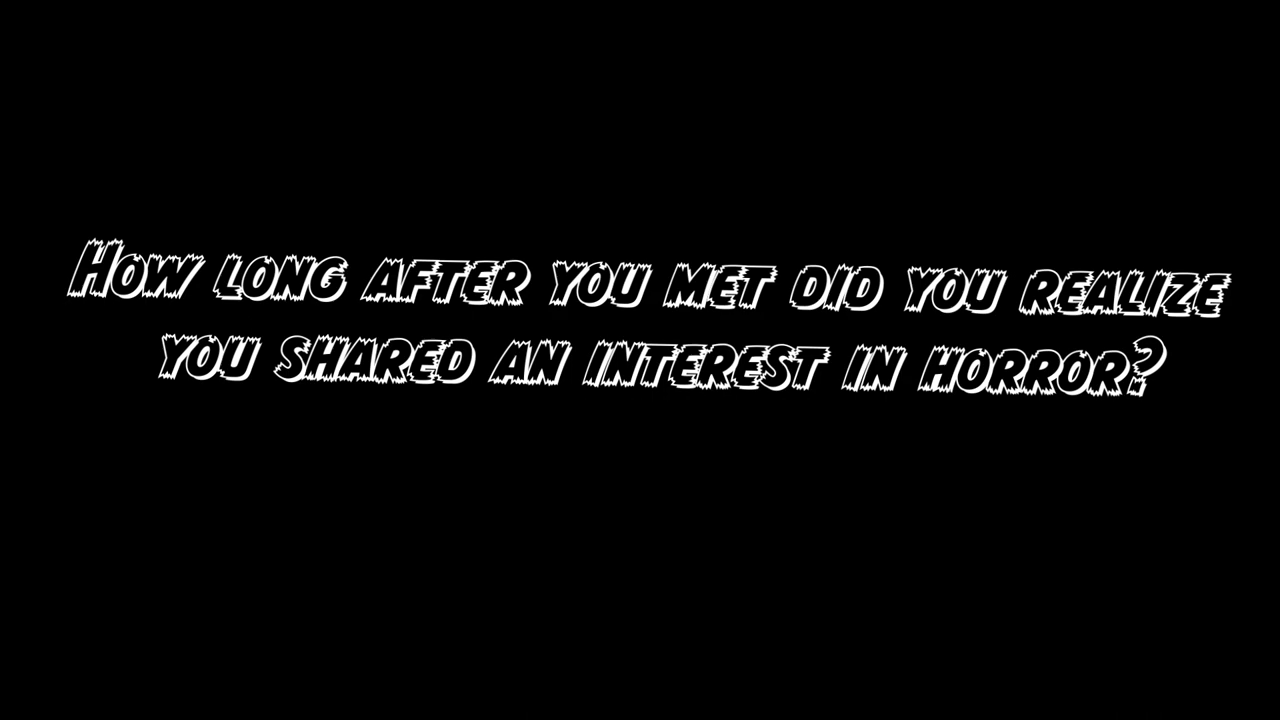 How long after you met did you realize
you shared an interest in horror?